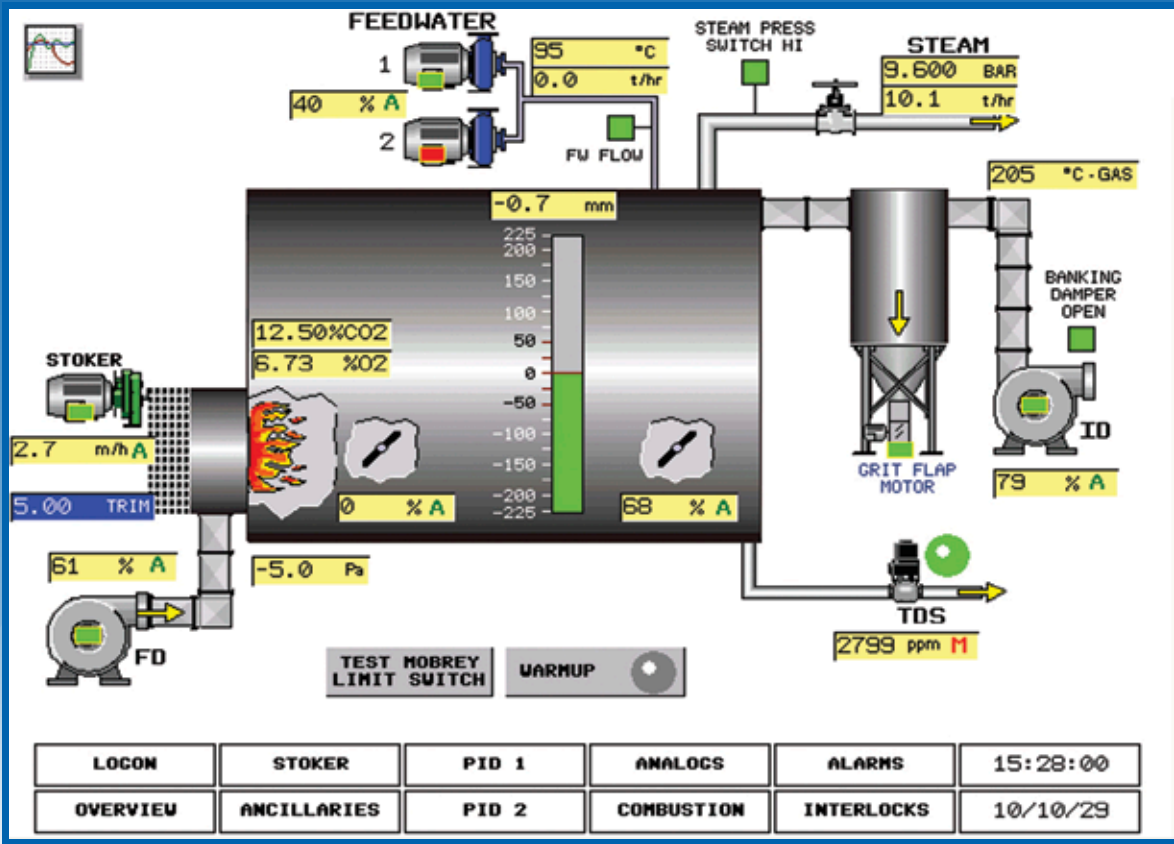 FEEDWATER
1
40 % A
2
95 °C
0.0 t/hr
FW FLOW
STEAM PRESS
SWITCH HI
STEAM
9.600 BAR
10.1 t/hr
205 °C-GAS
-0.7 mm
225
200
150
100
50
0
-50
-100
-150
-200
-225
12.50%CO2
6.73 %O2
STOKER
2.7 m/h A
5.00 TRIM
0 % A
68 % A
BANKING
DAMPER
OPEN
ID
79 % A
GRIT FLAP
MOTOR
61 % A
FD
-5.0 Pa
TDS
2799 ppm M
TEST MOBREY
LIMIT SWITCH
WARMUP
LOGON STOKER PID 1 ANALOGS ALARMS 15:28:00
OVERVIEW ANCILLARIES PID 2 COMBUSTION INTERLOCKS 10/10/29